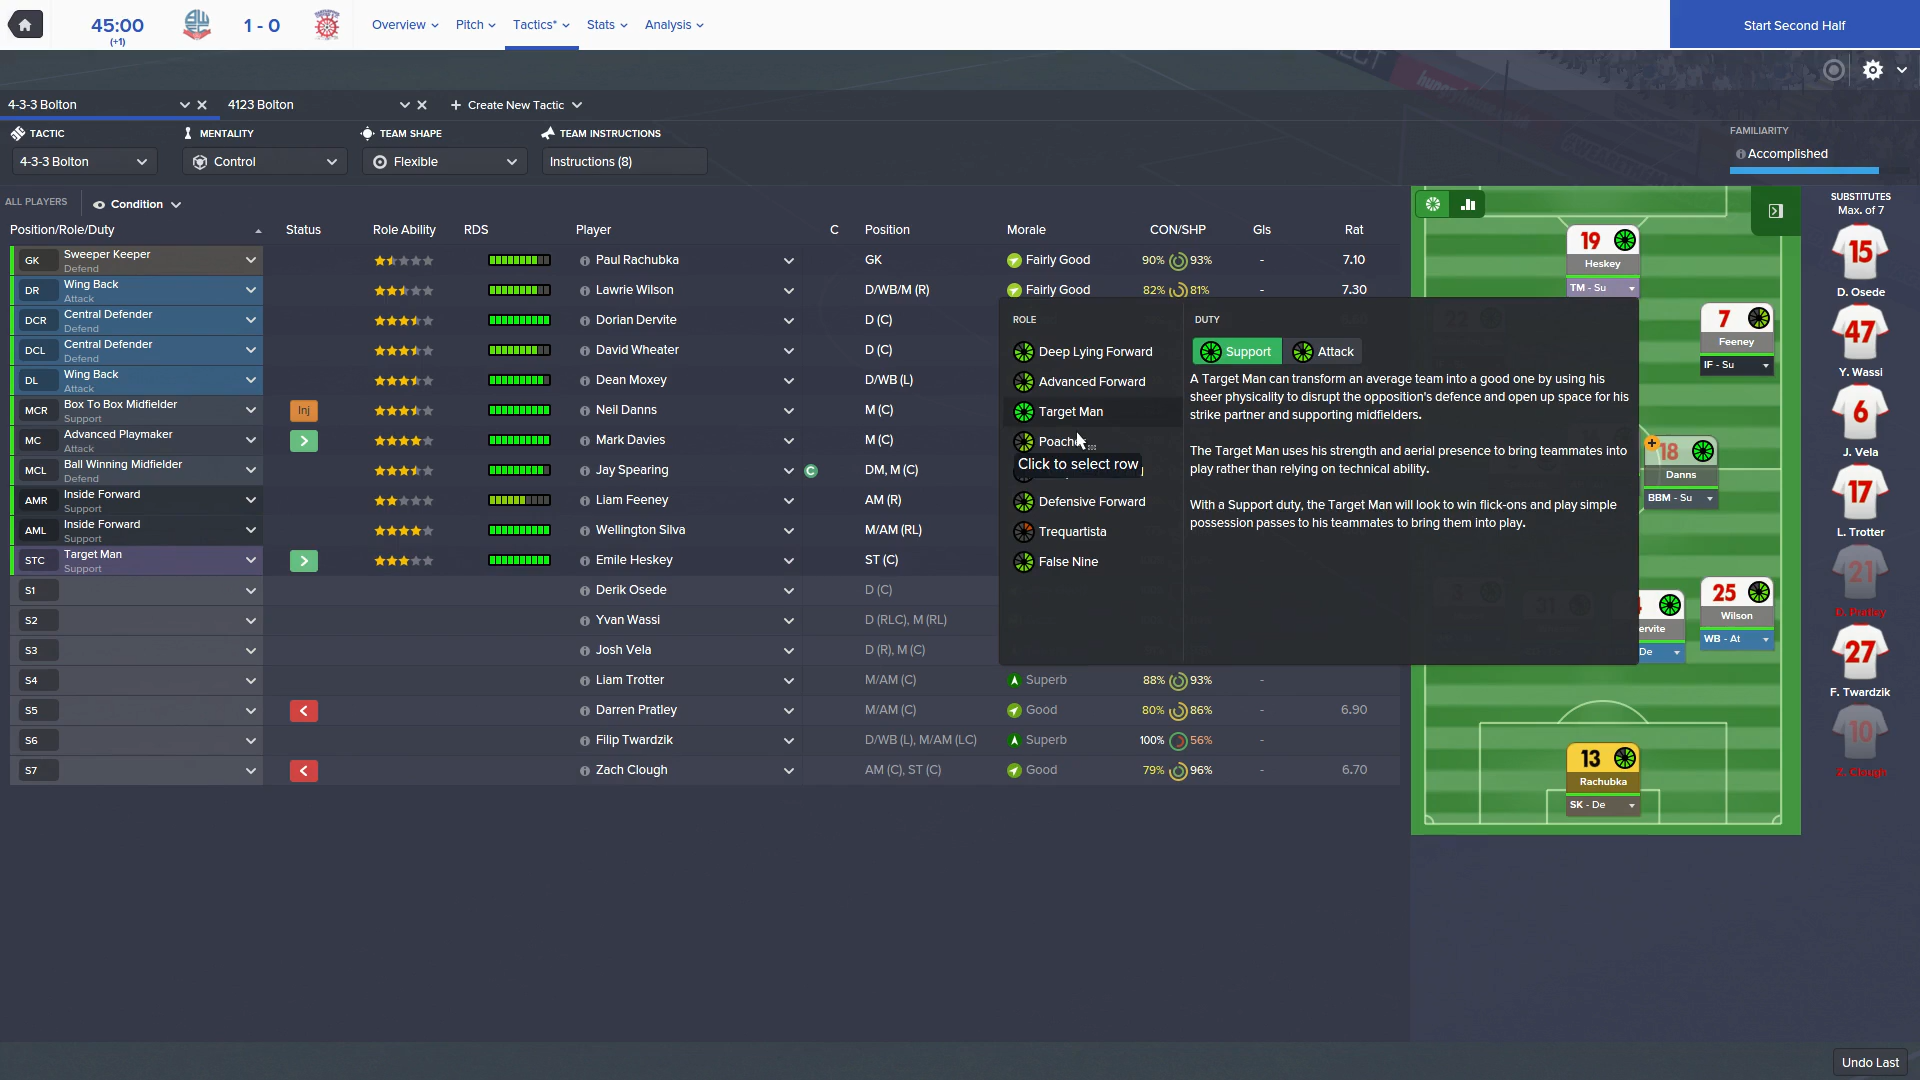 45:00
(+1)
1 - 0
Overview
Pitch
Tactics*
Stats
Analysis
Start Second Half
4-3-3 Bolton
4123 Bolton
Create New Tactic
TACTIC
MENTALITY
TEAM SHAPE
TEAM INSTRUCTIONS
4-3-3 Bolton
Control
Flexible
Instructions (8)
FAMILIARITY
Accomplished
ALL PLAYERS
Condition
Position/Role/Duty
Status
Role Ability
RDS
Player
C
Position
Morale
CON/SHP
Gls
Rat
GK Sweeper Keeper Defend Paul Rachubka GK Fairly Good 90% 93% - 7.10
DR Wing Back Attack Lawrie Wilson D/WB/M (R) Fairly Good 82% 81% - 7.30
DCR Central Defender Defend Dorian Dervite D (C)
DCL Central Defender Defend David Wheater D (C)
DL Wing Back Attack Dean Moxey D/WB (L)
MCR Box To Box Midfielder Support Inj Neil Danns M (C)
MC Advanced Playmaker Support Mark Davies M (C)
MCL Ball Winning Midfielder Defend Jay Spearing C DM, M (C)
AMR Inside Forward Support Liam Feeney AM (R)
AML Inside Forward Support Wellington Silva M/AM (RL)
STC Target Man Support Emile Heskey ST (C)
S1 Derik Osede D (C)
S2 Yvan Wassi D (RLC), M (RL)
S3 Josh Vela D (R), M (C)
S4 Liam Trotter M/AM (C) Superb 88% 93% -
S5 Darren Pratley M/AM (C) Good 80% 86% - 6.90
S6 Filip Twardzik D/WB (L), M/AM (LC) Superb 100% 56% -
S7 Zach Clough AM (C), ST (C) Good 79% 96% - 6.70
ROLE
Deep Lying Forward
Advanced Forward
Target Man
Click to select row
Defensive Forward
Trequartista
False Nine
DUTY
Support
Attack
A Target Man can transform an average team into a good one by using his
sheer physicality to disrupt the opposition's defence and open up space for his
strike partner and supporting midfielders.
The Target Man uses his strength and aerial presence to bring teammates into
play rather than relying on technical ability.
With a Support duty, the Target Man will look to win flick-ons and play simple
possession passes to his teammates to bring them into play.
19
Heskey
TM - Su
7
Feeney
IF - Su
18
Danns
BBM - Su
25
Wilson
WB - At
ervite
De
13
Rachubka
SK - De
SUBSTITUTES
Max. of 7
15
D. Osede
47
Y. Wassi
6
J. Vela
17
L. Trotter
21
D. Pratley
27
F. Twardzik
10
Z. Clough
Undo Last